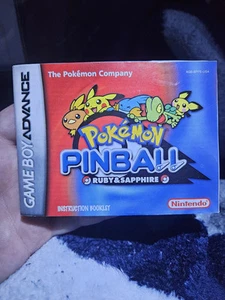 The Pokémon Company
GAME BOY ADVANCE
POKéMON
PINBALL
RUBY & SAPPHIRE
INSTRUCTION BOOKLET
Nintendo